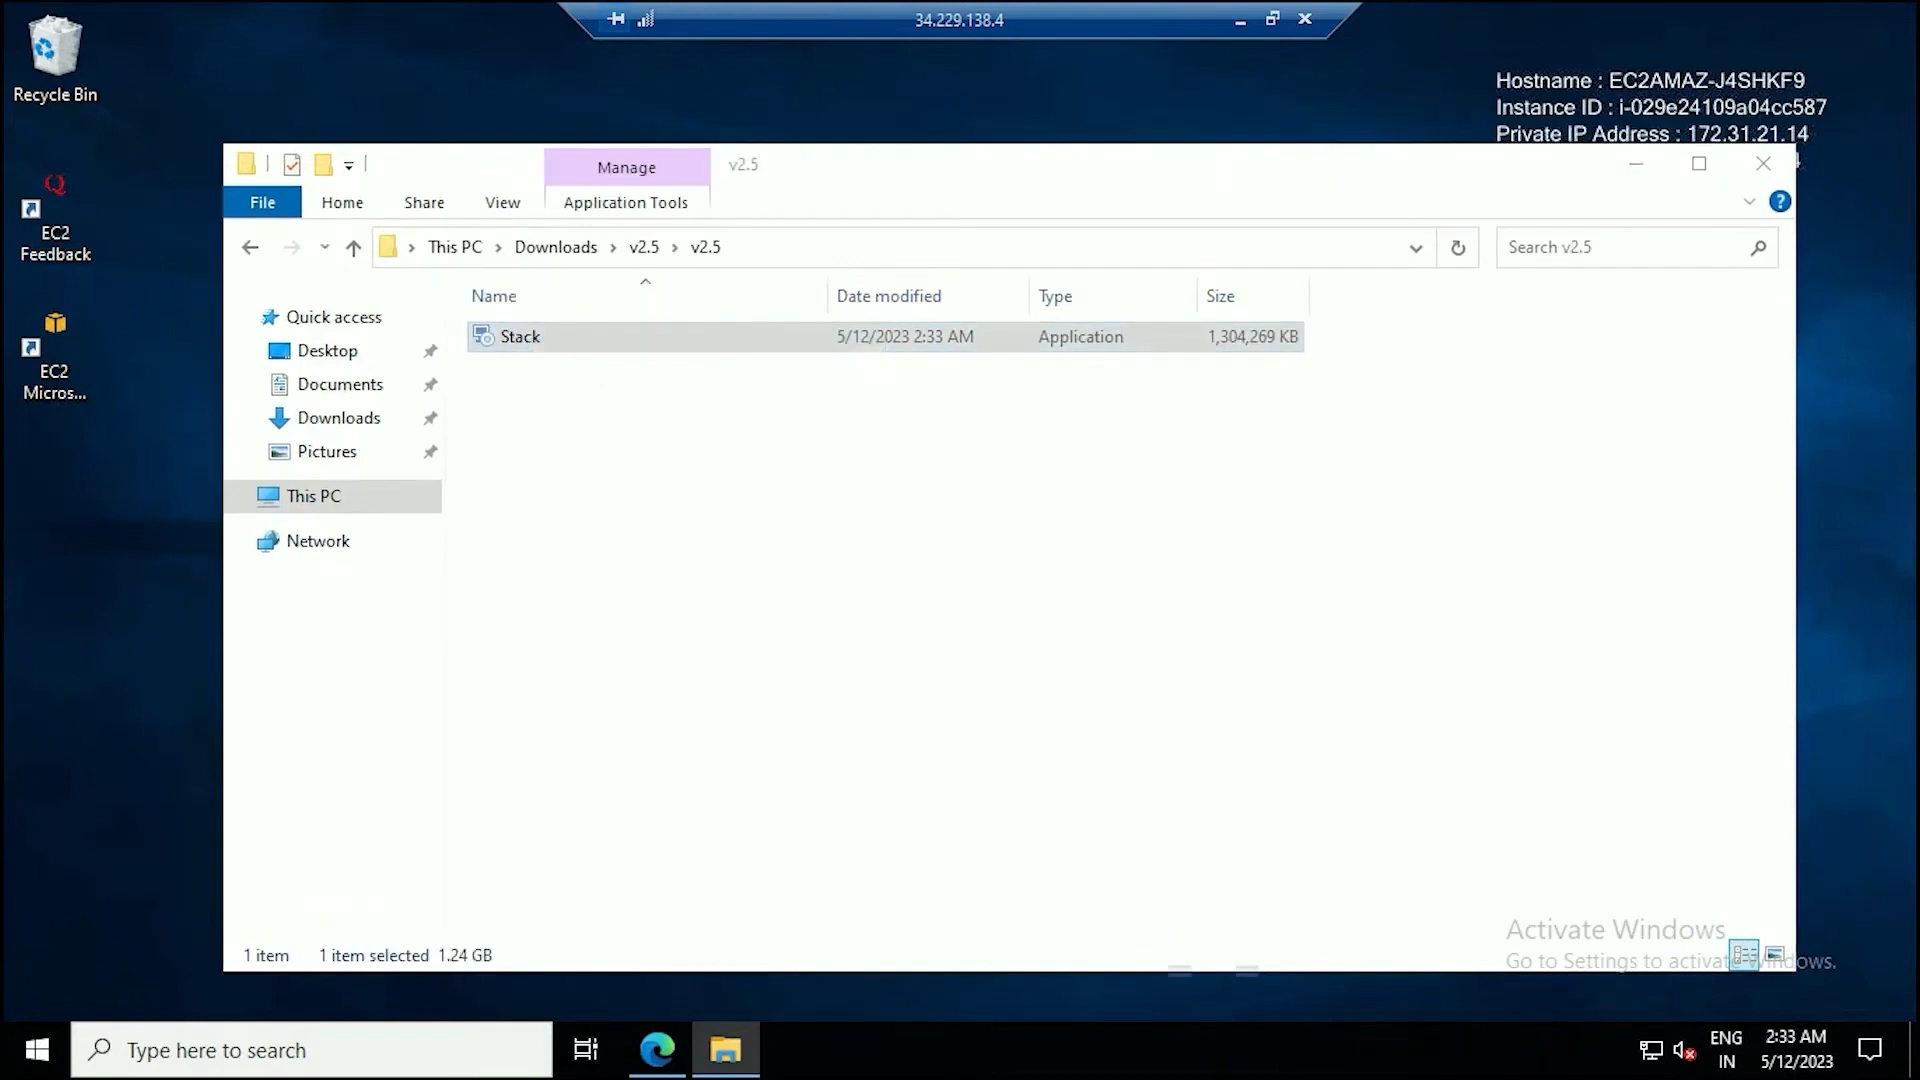 34.229.138.4
Recycle Bin
Hostname : EC2AMAZ-J4SHKF9
Instance ID : i-029e24109a04cc587
Private IP Address : 172.31.21.14
Manage
v2.5
File
Home
Share
View
Application Tools
EC2
Feedback
This PC
Downloads
v2.5
v2.5
Search v2.5
Name
Date modified
Type
Size
Quick access
Stack
5/12/2023 2:33 AM
Application
1,304,269 KB
Desktop
Documents
EC2
Micros...
Downloads
Pictures
This PC
Network
Activate Windows
Go to Settings to activate Windows.
1 item
1 item selected 1.24 GB
Type here to search
ENG
IN
2:33 AM
5/12/2023